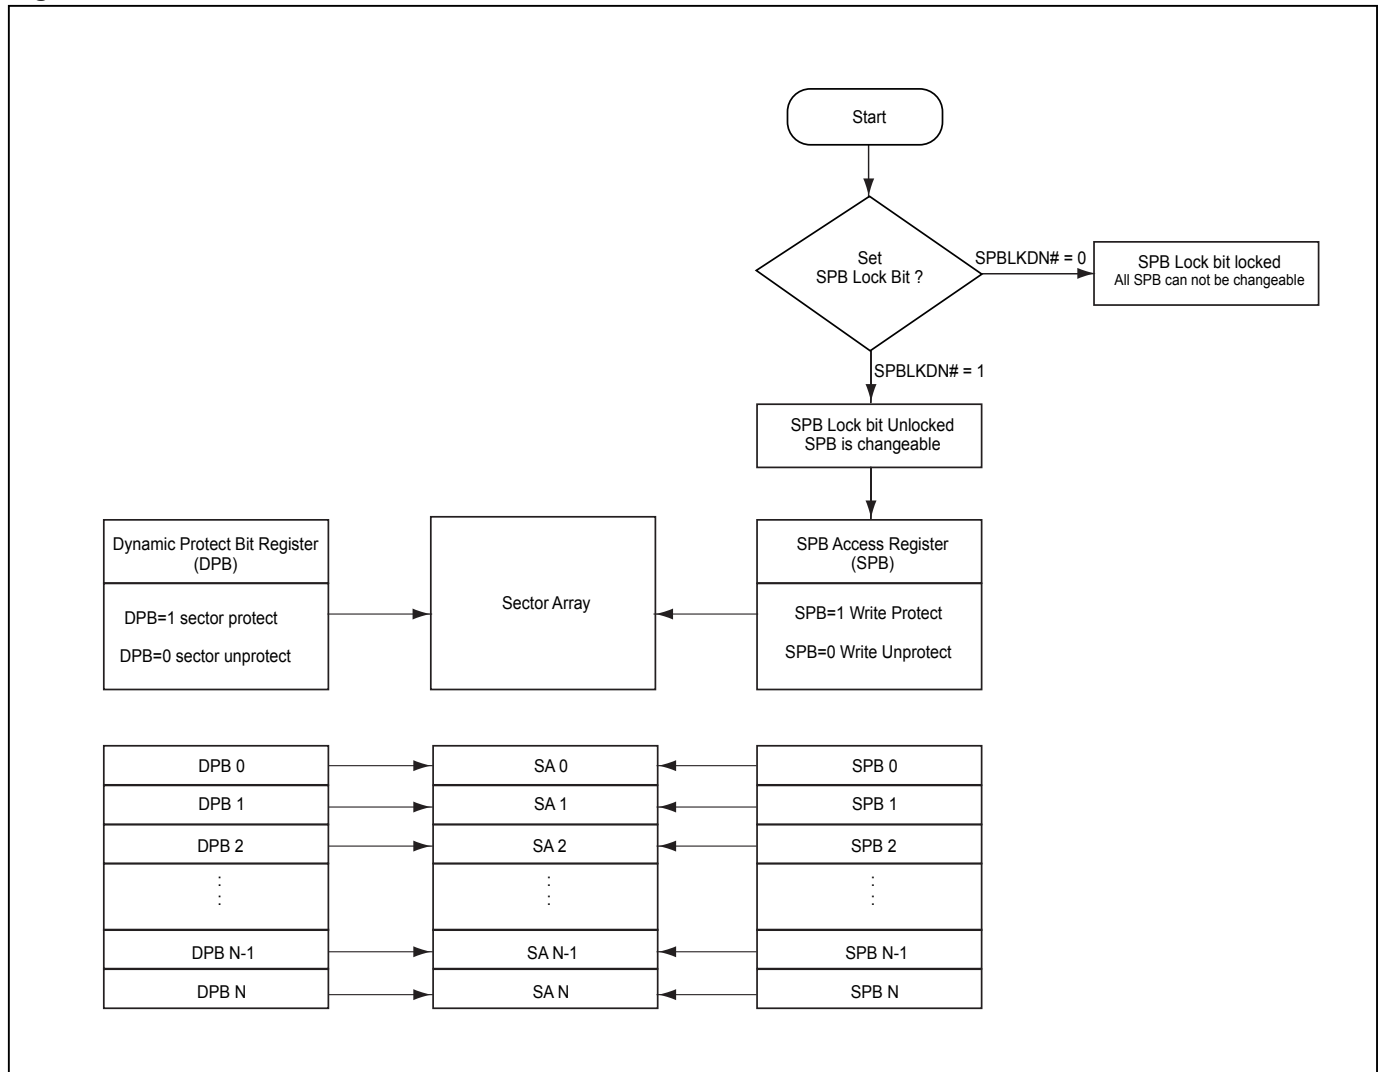 Start
Set
SPB Lock Bit ?
SPBLKDN# = 0
SPB Lock bit locked
All SPB can not be changeable
SPBLKDN# = 1
SPB Lock bit Unlocked
SPB is changeable
Dynamic Protect Bit Register
(DPB)
DPB=1 sector protect
DPB=0 sector unprotect
Sector Array
SPB Access Register
(SPB)
SPB=1 Write Protect
SPB=0 Write Unprotect
DPB 0
SA 0
SPB 0
DPB 1
SA 1
SPB 1
DPB 2
SA 2
SPB 2
DPB N-1
SA N-1
SPB N-1
DPB N
SA N
SPB N